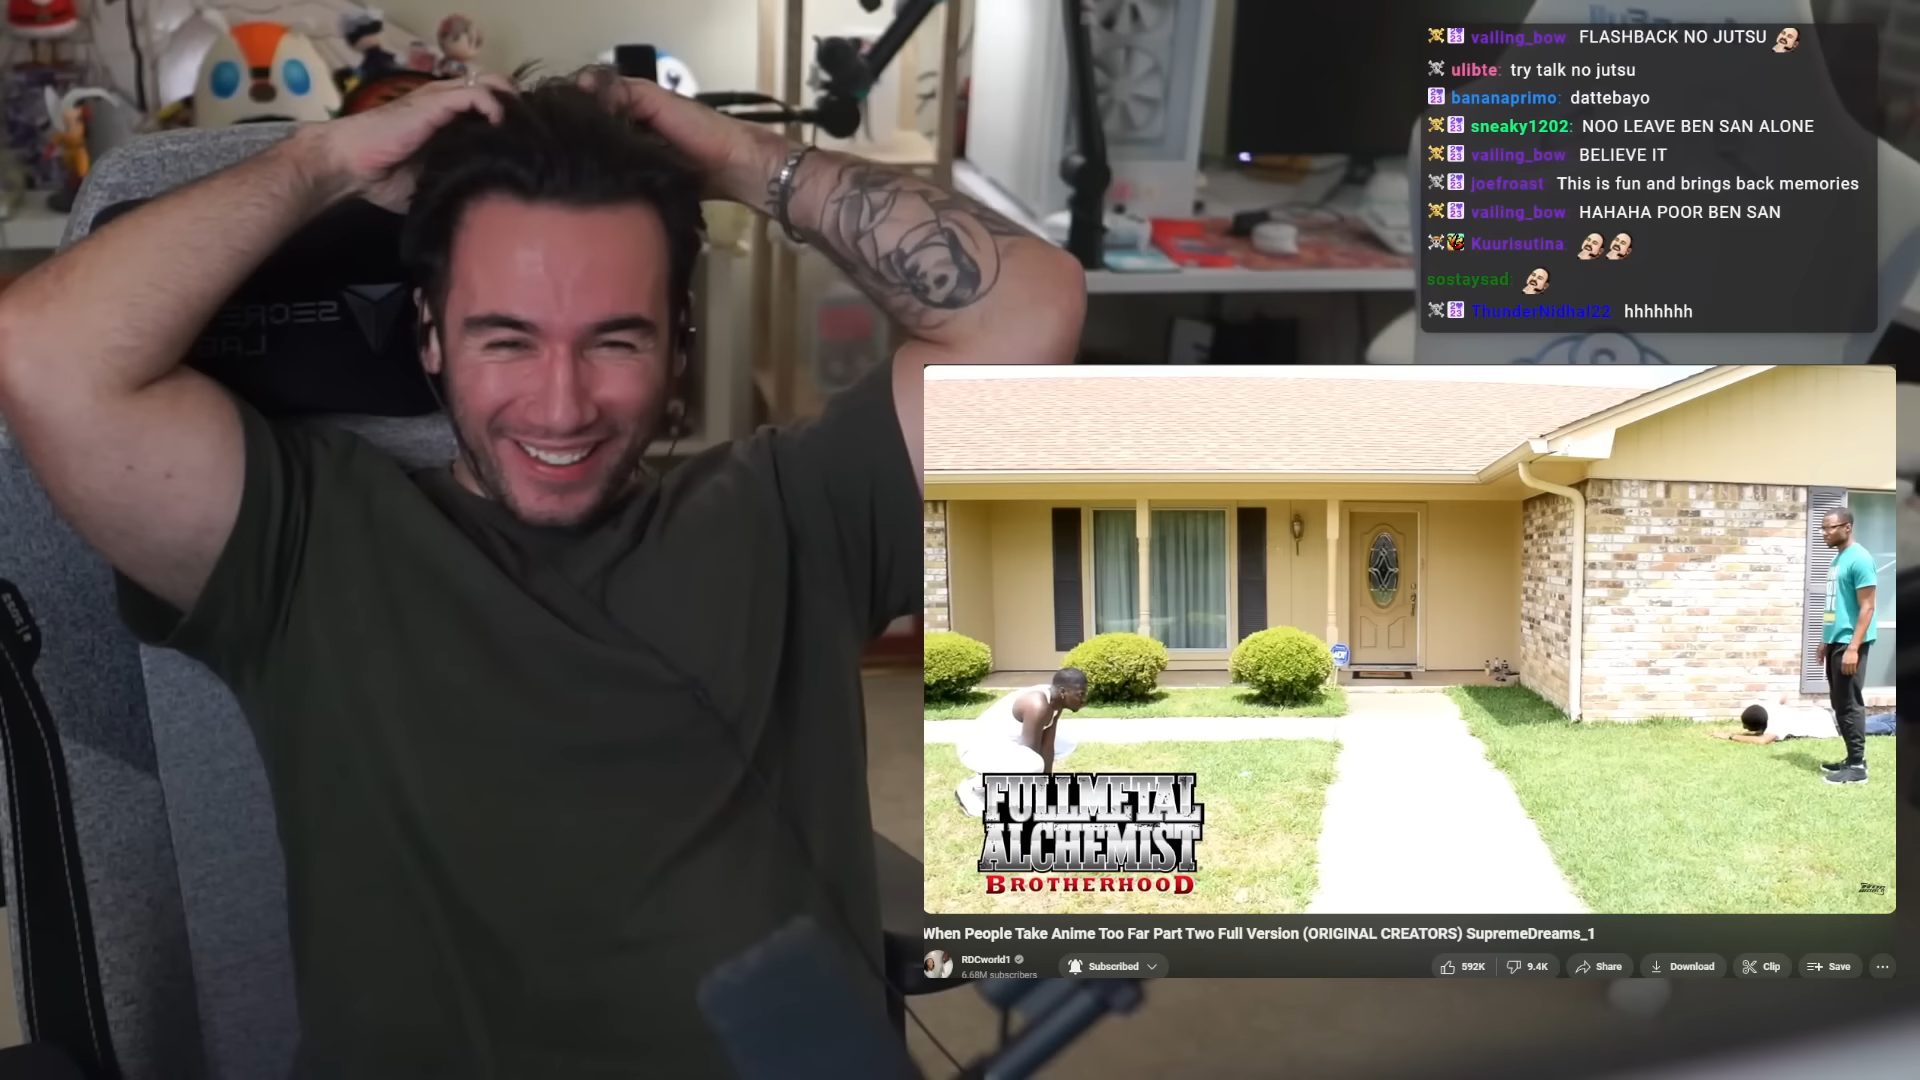 vailing_bow: FLASHBACK NO JUTSU
ulibte: try talk no jutsu
bananaprimo: dattebayo
sneaky1202: NOO LEAVE BEN SAN ALONE
vailing_bow: BELIEVE IT
joefroast: This is fun and brings back memories
vailing_bow: HAHAHA POOR BEN SAN
Kuurisutina:
sostaysad:
ThunderNidhal22: hhhhhhh
FULLMETAL
ALCHEMIST
BROTHERHOOD
When People Take Anime Too Far Part Two Full Version (ORIGINAL CREATORS) SupremeDreams_1
RDCworld1
6.68M subscribers
Subscribed
592K 9.4K Share Download Clip Save